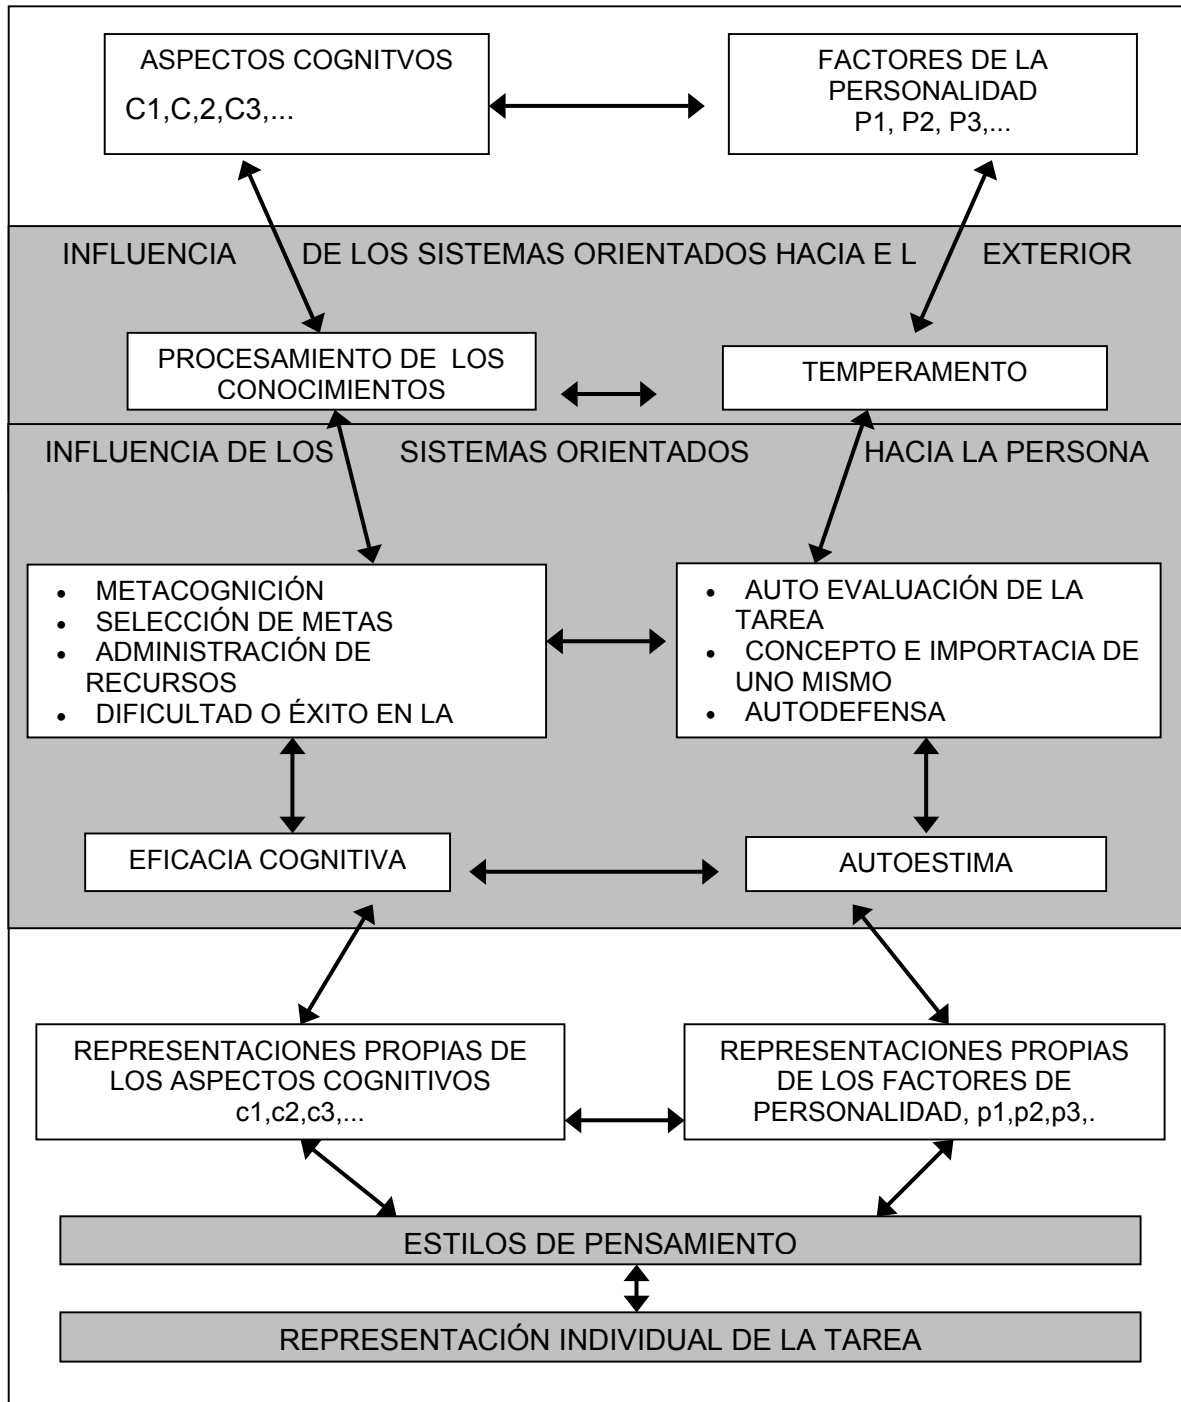 ASPECTOS COGNITVOS
C1,C,2,C3,...
FACTORES DE LA
PERSONALIDAD
P1, P2, P3,...
INFLUENCIA DE LOS SISTEMAS ORIENTADOS HACIA E L EXTERIOR
PROCESAMIENTO DE LOS
CONOCIMIENTOS
TEMPERAMENTO
INFLUENCIA DE LOS SISTEMAS ORIENTADOS HACIA LA PERSONA
• METACOGNICIÓN
• SELECCIÓN DE METAS
• ADMINISTRACIÓN DE
RECURSOS
• DIFICULTAD O ÉXITO EN LA
• AUTO EVALUACIÓN DE LA
TAREA
• CONCEPTO E IMPORTACIA DE
UNO MISMO
• AUTODEFENSA
EFICACIA COGNITIVA
AUTOESTIMA
REPRESENTACIONES PROPIAS DE
LOS ASPECTOS COGNITIVOS
c1,c2,c3,...
REPRESENTACIONES PROPIAS
DE LOS FACTORES DE
PERSONALIDAD, p1,p2,p3,.
ESTILOS DE PENSAMIENTO
REPRESENTACIÓN INDIVIDUAL DE LA TAREA